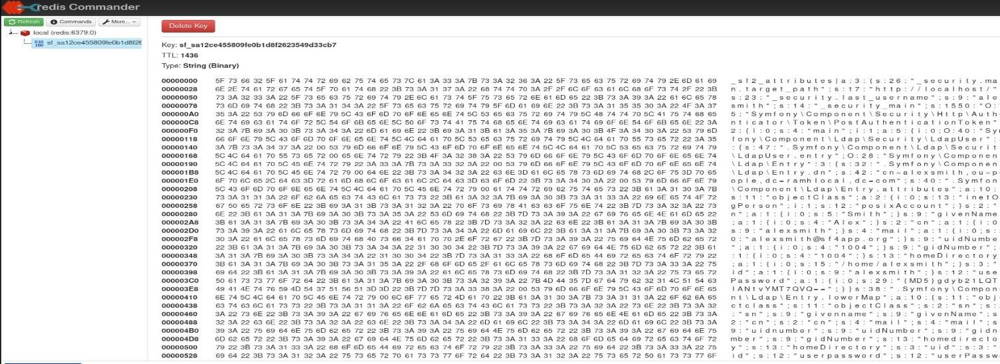 redis Commander
Refresh
Commands
More...
local (redis:6379:0)
sf_sa12ce455809fe0b1d8f26
Delete Key
Key: sf_sa12ce455809fe0b1d8f2623549d33cb7
TTL: 1436
Type: String (Binary)
00000000 5F 73 66 32 5F 61 74 74 72 69 62 75 74 65 73 7C 61 3A 33 3A 7B 73 3A 32 36 3A 22 5F 73 65 63 75 72 69 74 79 2E 6D 61 69 _sf2_attributes|a:3:{s:26:"_security.ma
00000028 6E 2E 74 61 72 67 65 74 5F 70 61 74 68 22 3B 73 3A 31 37 3A 22 68 74 74 70 3A 2F 2F 6C 6F 63 61 6C 68 6F 73 74 2F 22 3B n.target_path";s:17:"http://localhost/"
00000050 73 3A 32 33 3A 22 5F 73 65 63 75 72 69 74 79 2E 6C 61 73 74 5F 75 73 65 72 6E 61 6D 65 22 3B 73 3A 39 3A 22 61 6C 65 78 s:23:"_security.last_username";s:9:"ale
00000078 73 6D 69 74 68 22 3B 73 3A 31 34 3A 22 5F 73 65 63 75 72 69 74 79 5F 6D 61 69 6E 22 3B 73 3A 31 35 35 30 3A 22 4F 3A 37 smith";s:14:"_security_main";s:1550:"O:
000000A0 35 3A 22 53 79 6D 66 6F 6E 79 5C 43 6F 6D 70 6F 6E 65 6E 74 5C 53 65 63 75 72 69 74 79 5C 48 74 74 70 5C 41 75 74 68 65 5:"Symfony\Component\Security\Http\Auth
000000C8 6E 74 69 63 61 74 6F 72 5C 54 6F 6B 65 6E 5C 50 6F 73 74 41 75 74 68 65 6E 74 69 63 61 74 69 6F 6E 54 6F 6B 65 6E 22 3A nticator\Token\PostAuthenticationToken"
000000F0 32 3A 7B 69 3A 30 3B 73 3A 34 3A 22 6D 61 69 6E 22 3B 69 3A 31 3B 61 3A 35 3A 7B 69 3A 30 3B 4F 3A 34 30 3A 22 53 79 6D 2:{i:0;s:4:"main";i:1;a:5:{i:0;O:40:"Sy
00000118 66 6F 6E 79 5C 43 6F 6D 70 6F 6E 65 6E 74 5C 4C 64 61 70 5C 53 65 63 75 72 69 74 79 5C 4C 64 61 70 55 73 65 72 22 3A 35 fony\Component\Ldap\Security\LdapUser":
00000140 3A 7B 73 3A 34 37 3A 22 00 53 79 6D 66 6F 6E 79 5C 43 6F 6D 70 6F 6E 65 6E 74 5C 4C 64 61 70 5C 53 65 63 75 72 69 74 79 :{s:47:".Symfony\Component\Ldap\Securit
00000168 5C 4C 64 61 70 55 73 65 72 00 65 6E 74 72 79 22 3B 4F 3A 32 38 3A 22 53 79 6D 66 6F 6E 79 5C 43 6F 6D 70 6F 6E 65 6E 74 \LdapUser.entry";O:28:"Symfony\Componen
00000190 5C 4C 64 61 70 5C 45 6E 74 72 79 22 3A 33 3A 7B 73 3A 33 32 3A 22 00 53 79 6D 66 6F 6E 79 5C 43 6F 6D 70 6F 6E 65 6E 74 \Ldap\Entry":3:{s:32:".Symfony\Componen
000001B8 5C 4C 64 61 70 5C 45 6E 74 72 79 00 64 6E 22 3B 73 3A 34 32 3A 22 63 6E 3D 61 6C 65 78 73 6D 69 74 68 2C 6F 75 3D 70 65 \Ldap\Entry.dn";s:42:"cn=alexsmith,ou=p
000001E0 6F 70 6C 65 2C 64 63 3D 72 61 6D 68 6C 6F 63 61 6C 2C 64 63 3D 63 6F 6D 22 3B 73 3A 34 30 3A 22 00 53 79 6D 66 6F 6E 79 ople,dc=ramhlocal,dc=com";s:40:".Symfon
00000208 5C 43 6F 6D 70 6F 6E 65 6E 74 5C 4C 64 61 70 5C 45 6E 74 72 79 00 61 74 74 72 69 62 75 74 65 73 22 3B 61 3A 31 30 3A 7B \Component\Ldap\Entry.attributes";a:10:
00000230 73 3A 31 31 3A 22 6F 62 6A 65 63 74 43 6C 61 73 73 22 3B 61 3A 32 3A 7B 69 3A 30 3B 73 3A 31 33 3A 22 69 6E 65 74 4F 72 s:11:"objectClass";a:2:{i:0;s:13:"inetO
00000258 67 50 65 72 73 6F 6E 22 3B 69 3A 31 3B 73 3A 31 32 3A 22 70 6F 73 69 78 41 63 63 6F 75 6E 74 22 3B 7D 73 3A 32 3A 22 73 gPerson";i:1;s:12:"posixAccount";}s:2:"
00000280 6E 22 3B 61 3A 31 3A 7B 69 3A 30 3B 73 3A 35 3A 22 53 6D 69 74 68 22 3B 7D 73 3A 39 3A 22 67 69 76 65 6E 4E 61 6D 65 22 n";a:1:{i:0;s:5:"Smith";}s:9:"givenName
000002A8 3B 61 3A 31 3A 7B 69 3A 30 3B 73 3A 34 3A 22 41 6C 65 78 22 3B 7D 73 3A 32 3A 22 63 6E 22 3B 61 3A 31 3A 7B 69 3A 30 3B ;a:1:{i:0;s:4:"Alex";}s:2:"cn";a:1:{i:0
000002D0 73 3A 39 3A 22 61 6C 65 78 73 6D 69 74 68 22 3B 7D 73 3A 34 3A 22 6D 61 69 6C 22 3B 61 3A 31 3A 7B 69 3A 30 3B 73 3A 32 s:9:"alexsmith";}s:4:"mail";a:1:{i:0;s:
000002F8 30 3A 22 61 6C 65 78 73 6D 69 74 68 40 73 66 34 61 70 70 2E 6F 72 67 22 3B 7D 73 3A 39 3A 22 75 69 64 4E 75 6D 62 65 72 0:"alexsmith@sf4app.org";}s:9:"uidNumbe
00000320 22 3B 61 3A 31 3A 7B 69 3A 30 3B 73 3A 34 3A 22 31 30 30 34 22 3B 7D 73 3A 39 3A 22 67 69 64 4E 75 6D 62 65 72 22 3B 61 ";a:1:{i:0;s:4:"1004";}s:9:"gidNumber";
00000348 3A 31 3A 7B 69 3A 30 3B 73 3A 34 3A 22 31 30 30 34 22 3B 7D 73 3A 31 33 3A 22 68 6F 6D 65 44 69 72 65 63 74 6F 72 79 22 :1:{i:0;s:4:"1004";}s:13:"homeDirectory
00000370 3B 61 3A 31 3A 7B 69 3A 30 3B 73 3A 31 35 3A 22 2F 68 6F 6D 65 2F 61 6C 65 78 73 6D 69 74 68 22 3B 7D 73 3A 33 3A 22 75 ;a:1:{i:0;s:15:"/home/alexsmith";}s:3:"
00000398 69 64 22 3B 61 3A 31 3A 7B 69 3A 30 3B 73 3A 39 3A 22 61 6C 65 78 73 6D 69 74 68 22 3B 7D 73 3A 31 32 3A 22 75 73 65 72 id";a:1:{i:0;s:9:"alexsmith";}s:12:"use
000003C0 50 61 73 73 77 6F 72 64 22 3B 61 3A 31 3A 7B 69 3A 30 3B 73 3A 32 39 3A 22 7B 4D 44 35 7D 67 64 79 62 32 31 4C 51 54 63 Password";a:1:{i:0;s:29:"{MD5}gdyb21LQT
000003E8 49 41 4E 74 76 59 4D 54 37 51 56 51 3D 3D 22 3B 7D 7D 73 3A 33 38 3A 22 00 53 79 6D 66 6F 6E 79 5C 43 6F 6D 70 6F 6E 65 IANtvYMT7QVQ==";}}s:38:".Symfony\Compon
00000410 6E 74 5C 4C 64 61 70 5C 45 6E 74 72 79 00 6C 6F 77 65 72 4D 61 70 22 3B 61 3A 31 30 3A 7B 73 3A 31 31 3A 22 6F 62 6A 65 nt\Ldap\Entry.lowerMap";a:10:{s:11:"obj
00000438 63 74 63 6C 61 73 73 22 3B 73 3A 31 31 3A 22 6F 62 6A 65 63 74 43 6C 61 73 73 22 3B 73 3A 32 3A 22 73 6E 22 3B 73 3A 32 ctclass";s:11:"objectClass";s:2:"sn";s:
00000460 3A 22 73 6E 22 3B 73 3A 39 3A 22 67 69 76 65 6E 6E 61 6D 65 22 3B 73 3A 39 3A 22 67 69 76 65 6E 4E 61 6D 65 22 3B 73 3A :"sn";s:9:"givenname";s:9:"givenName";s
00000488 32 3A 22 63 6E 22 3B 73 3A 32 3A 22 63 6E 22 3B 73 3A 34 3A 22 6D 61 69 6C 22 3B 73 3A 34 3A 22 6D 61 69 6C 22 3B 73 3A 2:"cn";s:2:"cn";s:4:"mail";s:4:"mail";s
000004B0 39 3A 22 75 69 64 6E 75 6D 62 65 72 22 3B 73 3A 39 3A 22 75 69 64 4E 75 6D 62 65 72 22 3B 73 3A 39 3A 22 67 69 64 6E 75 9:"uidnumber";s:9:"uidNumber";s:9:"gidn
000004D8 6D 62 65 72 22 3B 73 3A 39 3A 22 67 69 64 4E 75 6D 62 65 72 22 3B 73 3A 31 33 3A 22 68 6F 6D 65 64 69 72 65 63 74 6F 72 mber";s:9:"gidNumber";s:13:"homedirecto
00000500 79 22 3B 73 3A 31 33 3A 22 68 6F 6D 65 44 69 72 65 63 74 6F 72 79 22 3B 73 3A 33 3A 22 75 69 64 22 3B 73 3A 33 3A 22 75 y";s:13:"homeDirectory";s:3:"uid";s:3:"
00000528 69 64 22 3B 73 3A 31 32 3A 22 75 73 65 72 70 61 73 73 77 6F 72 64 22 3B 73 3A 31 32 3A 22 75 73 65 72 50 61 73 73 77 6F id";s:12:"userpassword";s:12:"userPassw